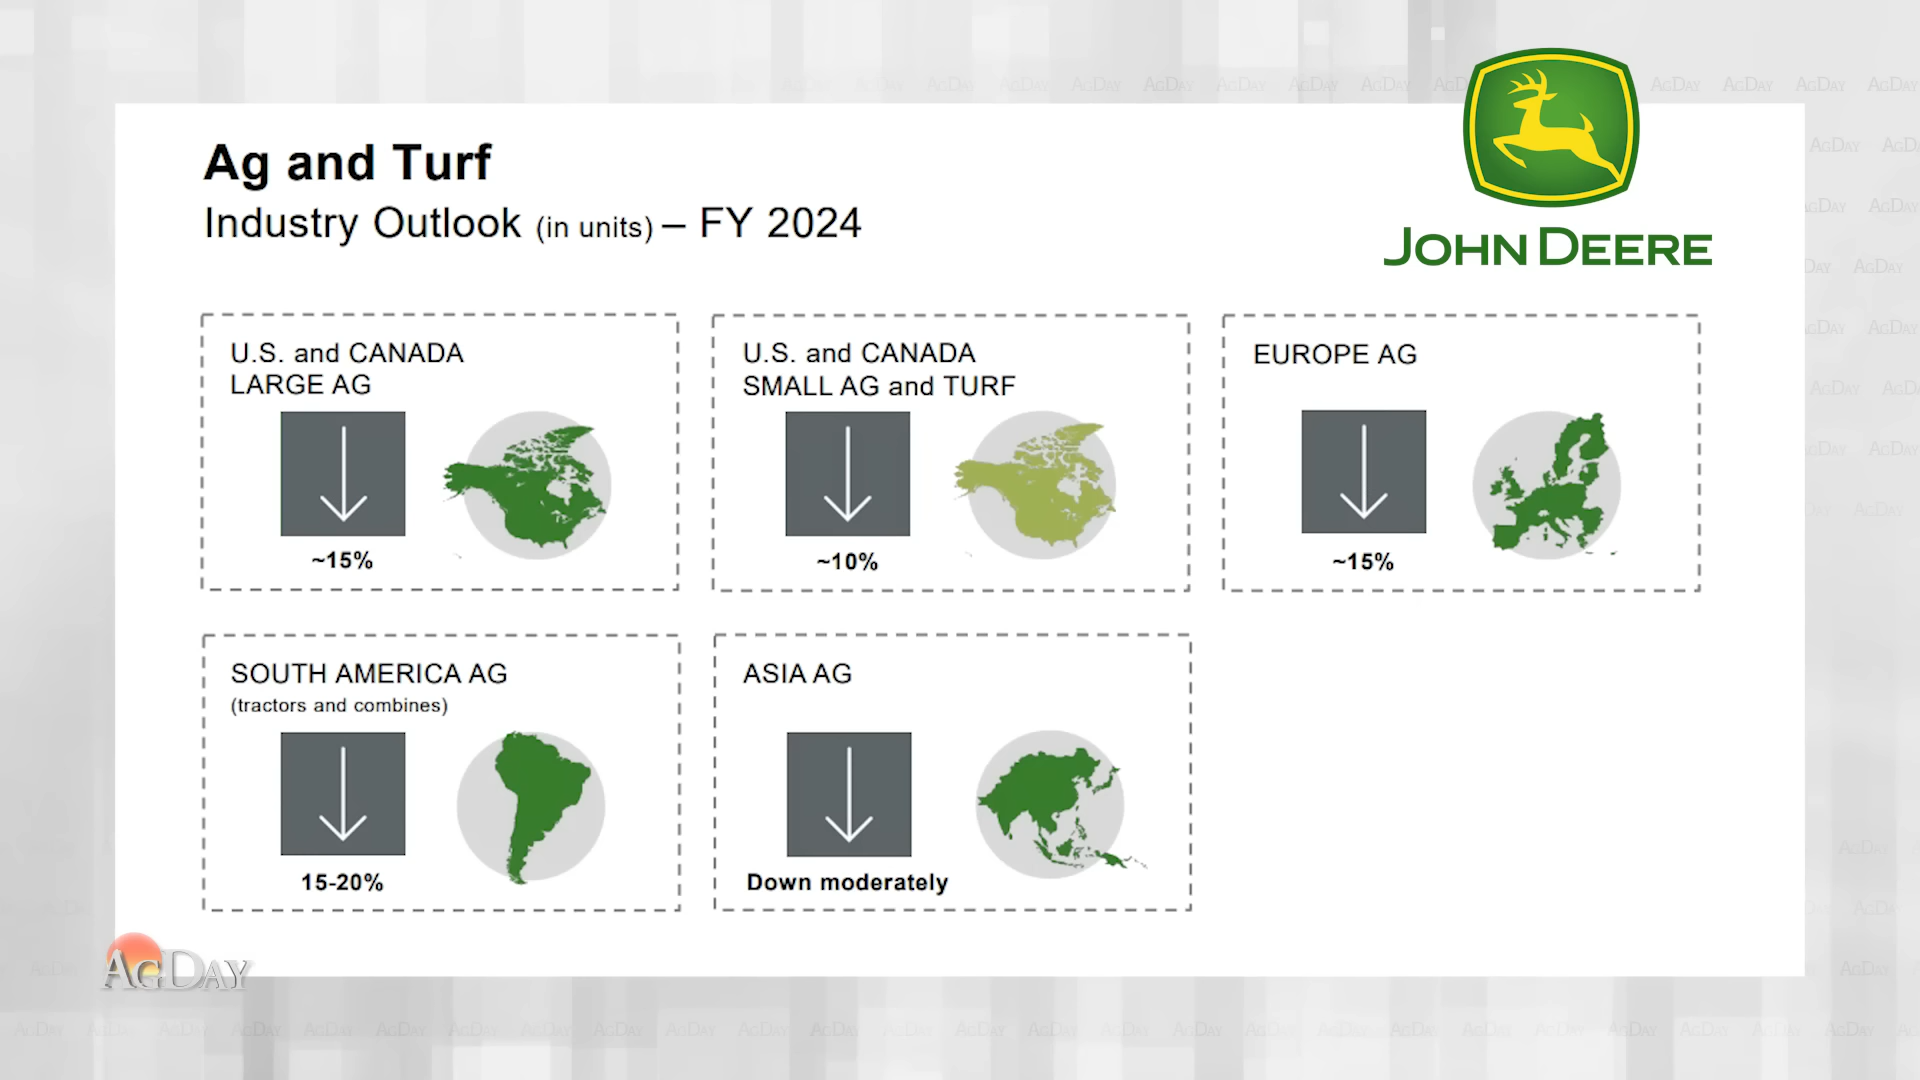 Ag and Turf
Industry Outlook (in units) – FY 2024
JOHN DEERE
U.S. and CANADA
LARGE AG
~15%
U.S. and CANADA
SMALL AG and TURF
~10%
EUROPE AG
~15%
SOUTH AMERICA AG
(tractors and combines)
15-20%
ASIA AG
Down moderately
AGDAY